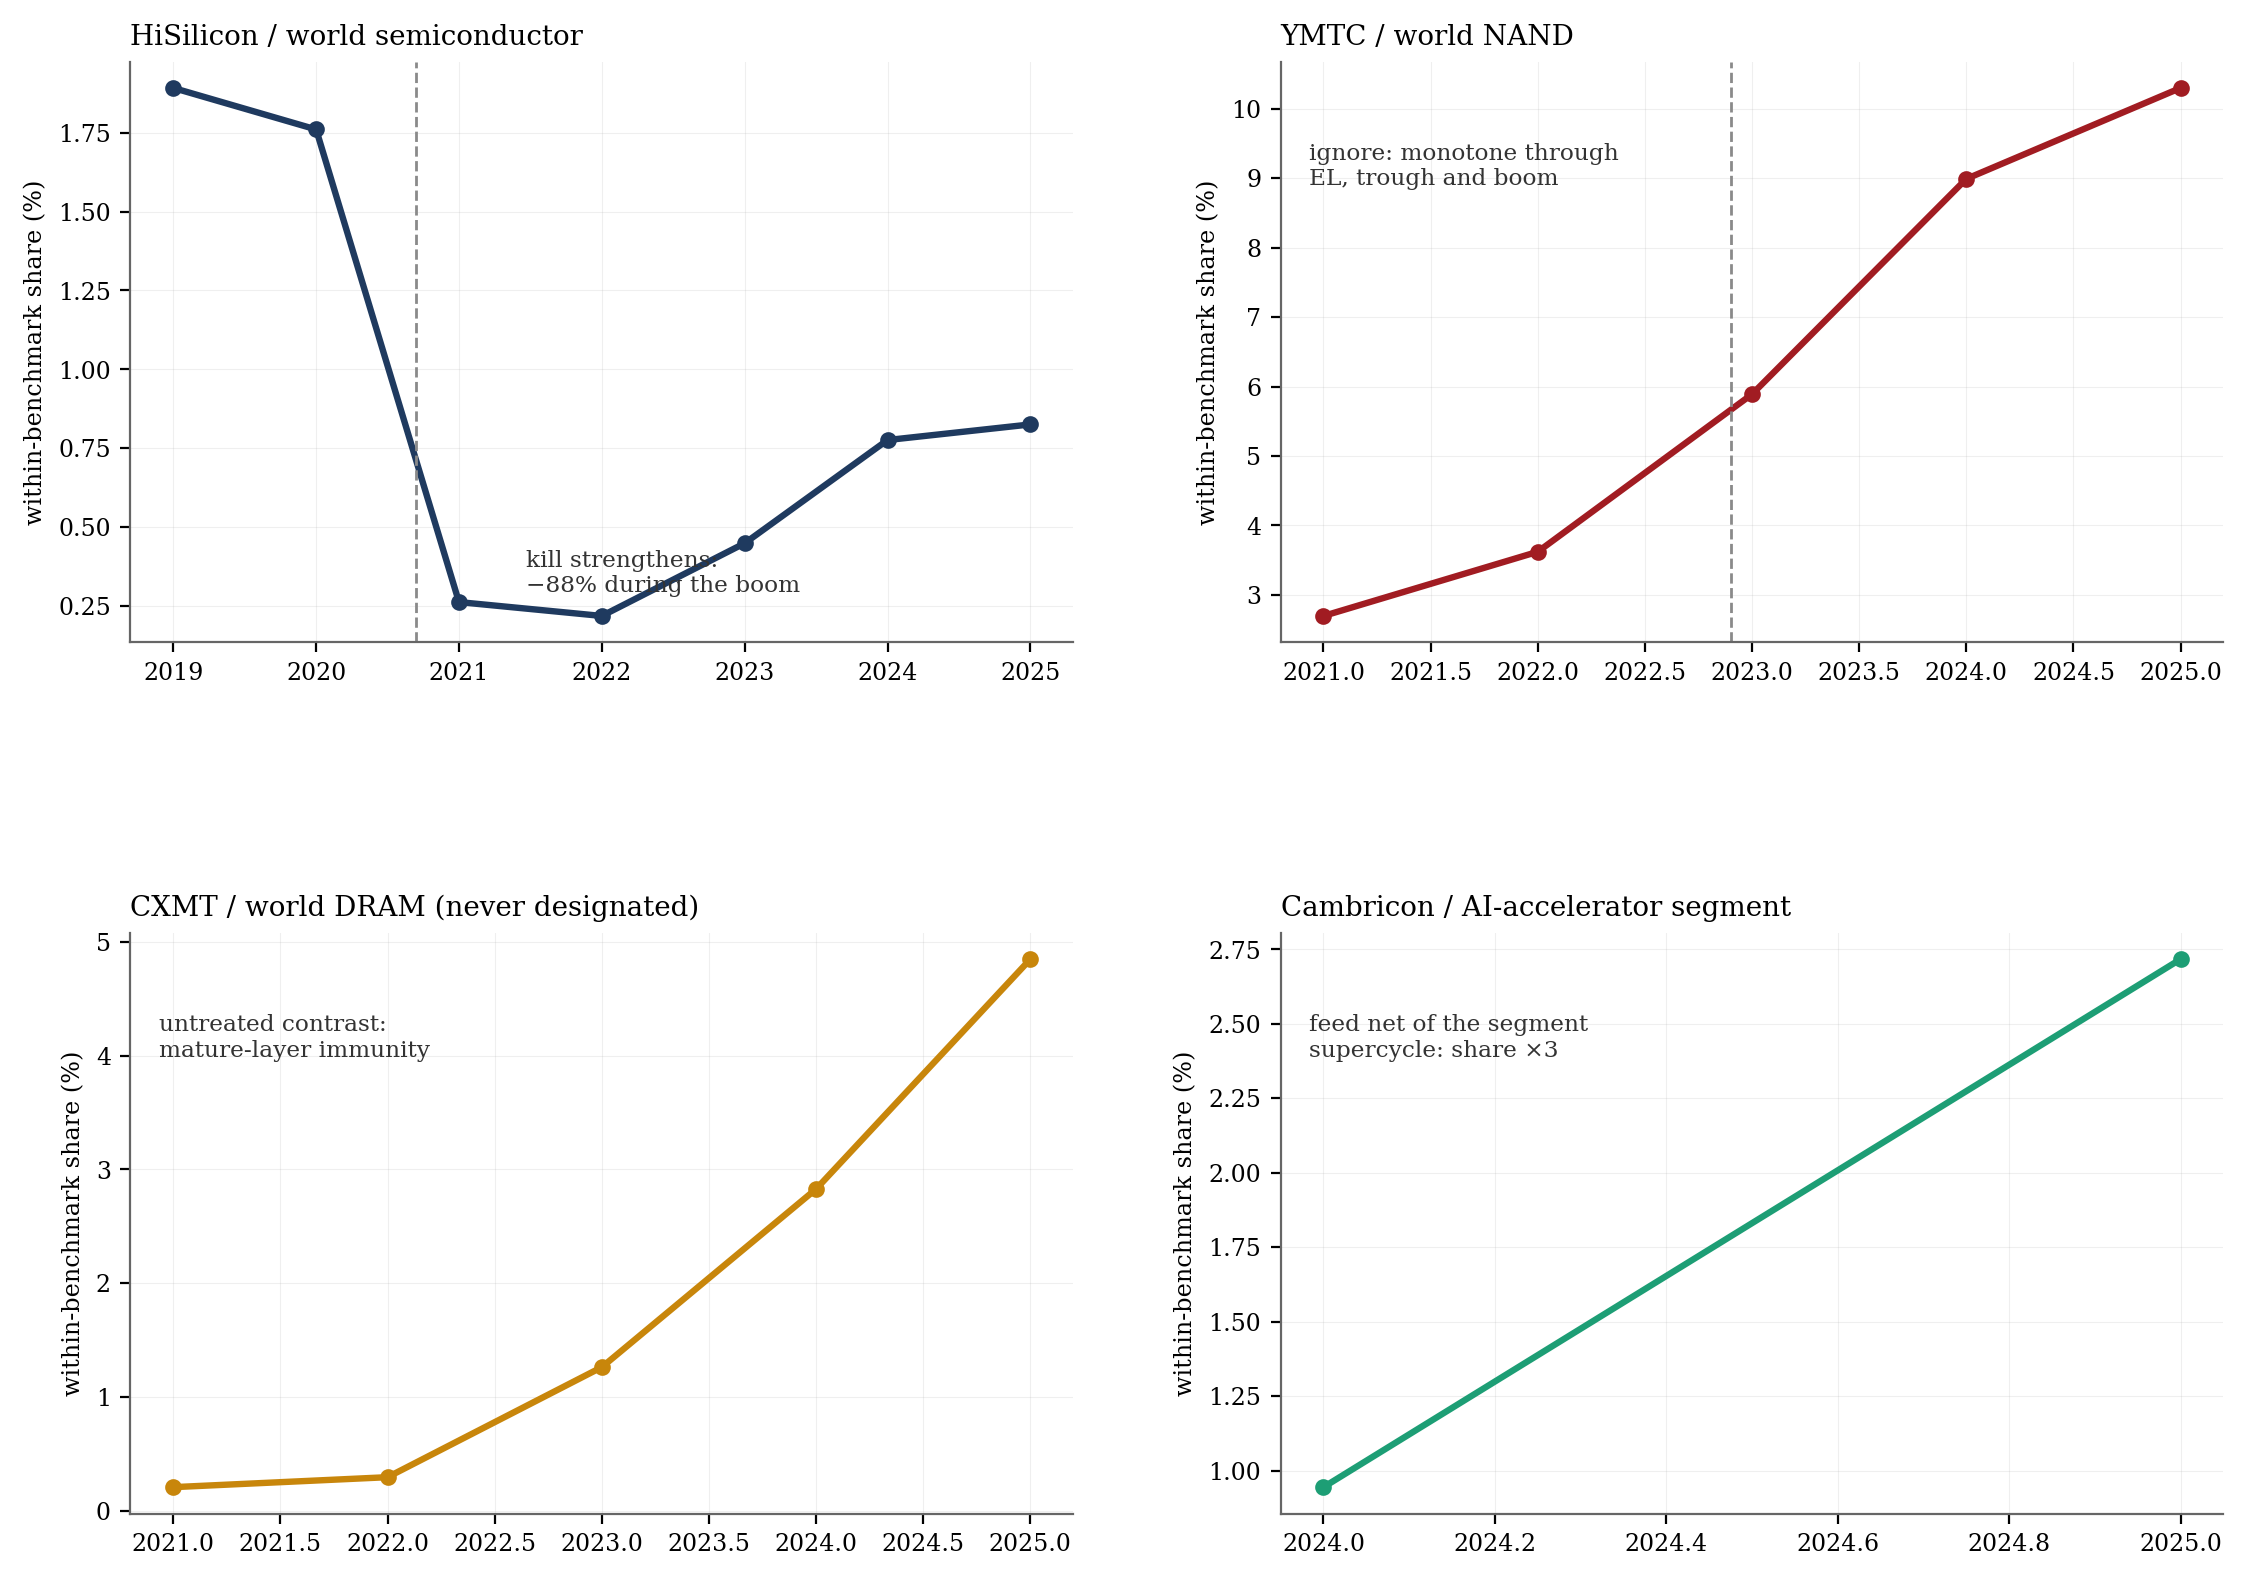 HiSilicon / world semiconductor
within-benchmark share (%)
1.75
1.50
1.25
1.00
0.75
0.50
0.25
kill strengthens:
−88% during the boom
2019 2020 2021 2022 2023 2024 2025
YMTC / world NAND
within-benchmark share (%)
10
9
8
7
6
5
4
3
ignore: monotone through
EL, trough and boom
2021.0 2021.5 2022.0 2022.5 2023.0 2023.5 2024.0 2024.5 2025.0
CXMT / world DRAM (never designated)
within-benchmark share (%)
5
4
3
2
1
0
untreated contrast:
mature-layer immunity
2021.0 2021.5 2022.0 2022.5 2023.0 2023.5 2024.0 2024.5 2025.0
Cambricon / AI-accelerator segment
within-benchmark share (%)
2.75
2.50
2.25
2.00
1.75
1.50
1.25
1.00
feed net of the segment
supercycle: share ×3
2024.0 2024.2 2024.4 2024.6 2024.8 2025.0